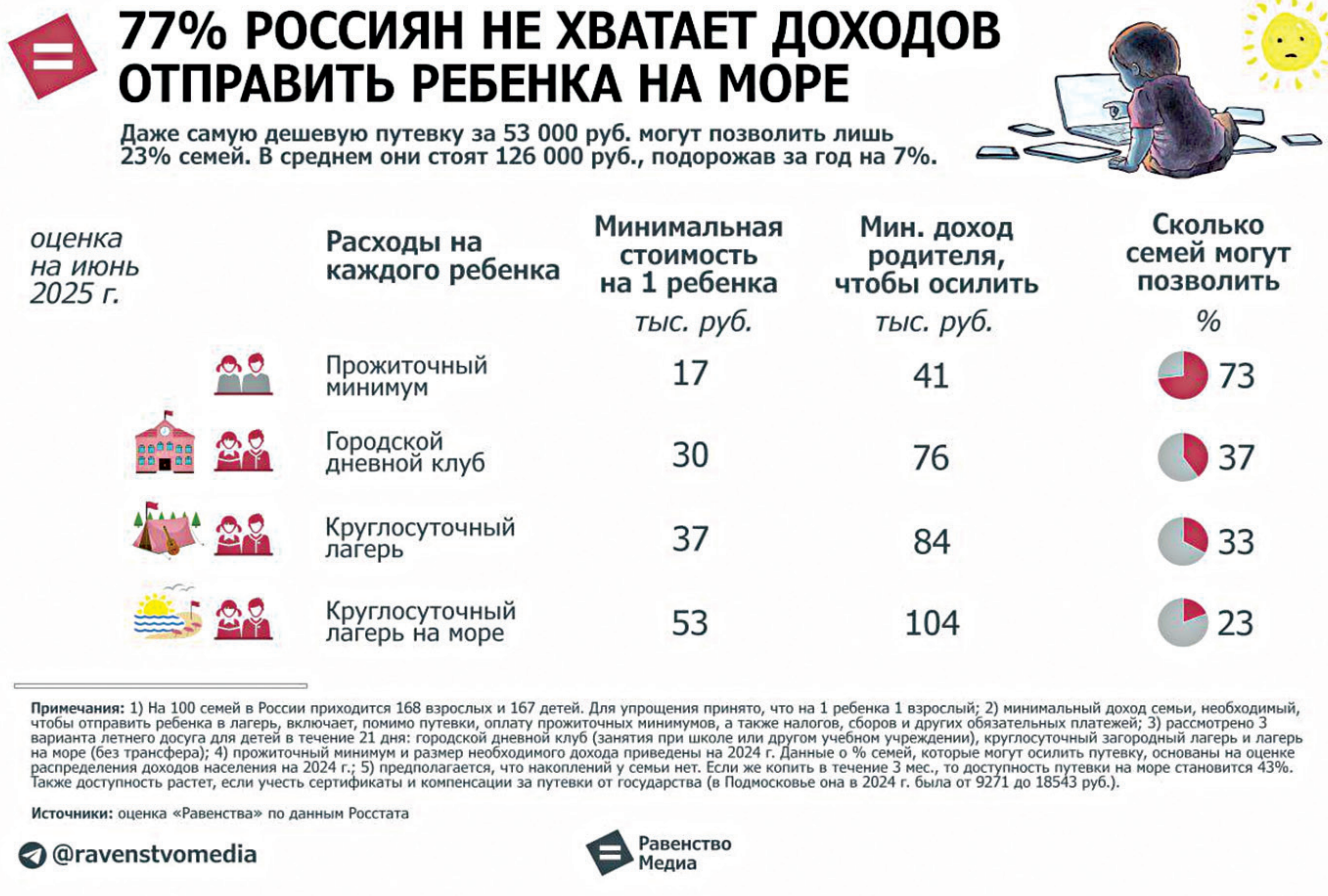 77% РОССИЯН НЕ ХВАТАЕТ ДОХОДОВ
ОТПРАВИТЬ РЕБЕНКА НА МОРЕ
Даже самую дешевую путевку за 53 000 руб. могут позволить лишь
23% семей. В среднем они стоят 126 000 руб., подорожав за год на 7%.
оценка
на июнь
2025 г.
Расходы на
каждого ребенка
Минимальная
стоимость
на 1 ребенка
тыс. руб.
Мин. доход
родителя,
чтобы осилить
тыс. руб.
Сколько
семей могут
позволить
%
Прожиточный
минимум
17
41
73
Городской
дневной клуб
30
76
37
Круглосуточный
лагерь
37
84
33
Круглосуточный
лагерь на море
53
104
23
Примечания: 1) На 100 семей в России приходится 168 взрослых и 167 детей. Для упрощения принято, что на 1 ребенка 1 взрослый; 2) минимальный доход семьи, необходимый,
чтобы отправить ребенка в лагерь, включает, помимо путевки, оплату прожиточных минимумов, а также налогов, сборов и других обязательных платежей; 3) рассмотрено 3
варианта летнего досуга для детей в течение 21 дня: городской дневной клуб (занятия при школе или другом учебном учреждении), круглосуточный загородный лагерь и лагерь
на море (без трансфера); 4) прожиточный минимум и размер необходимого дохода приведены на 2024 г. Данные о % семей, которые могут осилить путевку, основаны на оценке
распределения доходов населения на 2024 г.; 5) предполагается, что накоплений у семьи нет. Если же копить в течение 3 мес., то доступность путевки на море становится 43%.
Также доступность растет, если учесть сертификаты и компенсации за путевки от государства (в Подмосковье она в 2024 г. была от 9271 до 18543 руб.).
Источники: оценка «Равенства» по данным Росстата
@ravenstvomedia
Равенство
Медиа